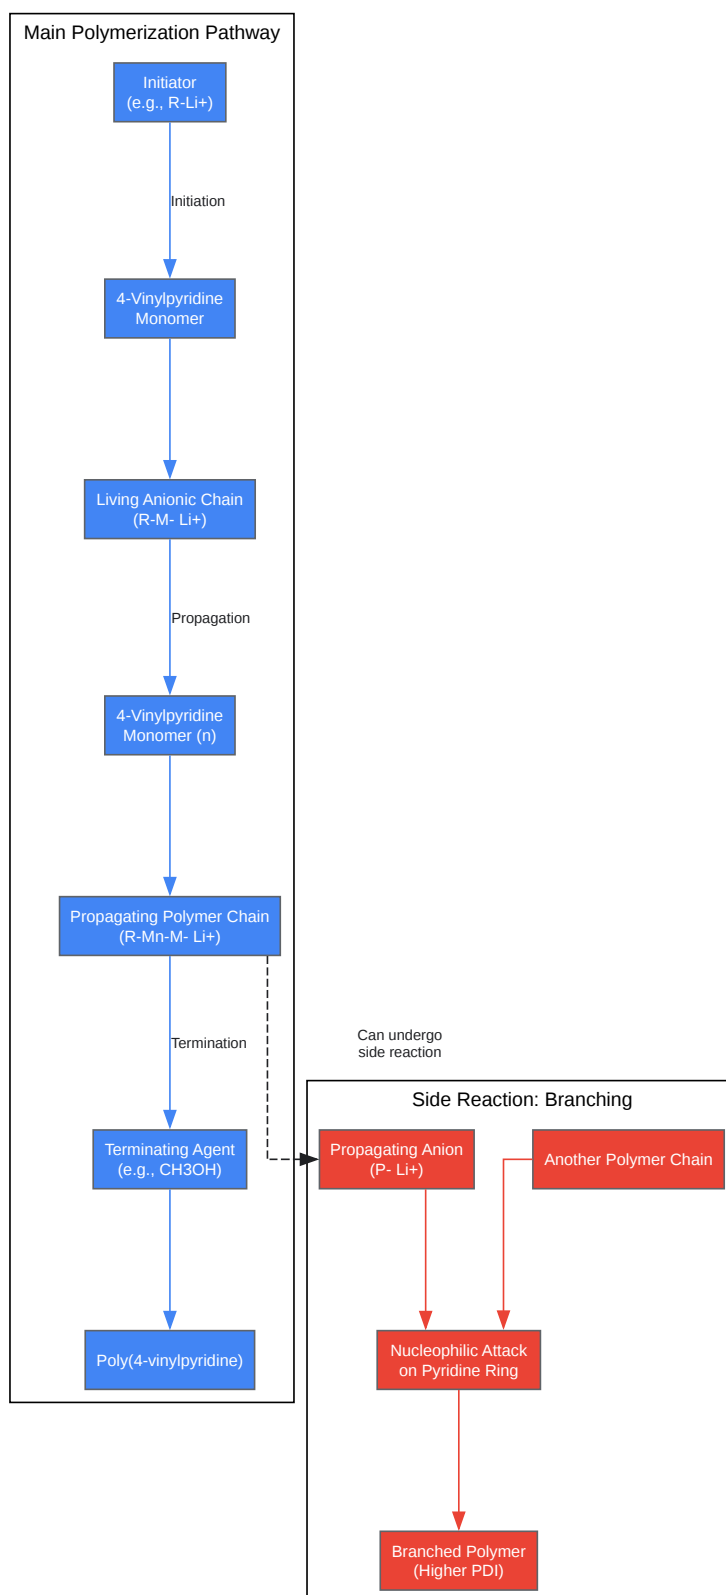 Main Polymerization Pathway
Initiator
(e.g., R-Li+)
Initiation
4-Vinylpyridine
Monomer
Living Anionic Chain
(R-M- Li+)
Propagation
4-Vinylpyridine
Monomer (n)
Propagating Polymer Chain
(R-Mn-M- Li+)
Termination
Can undergo
side reaction
Terminating Agent
(e.g., CH3OH)
Poly(4-vinylpyridine)
Side Reaction: Branching
Propagating Anion
(P- Li+)
Another Polymer Chain
Nucleophilic Attack
on Pyridine Ring
Branched Polymer
(Higher PDI)